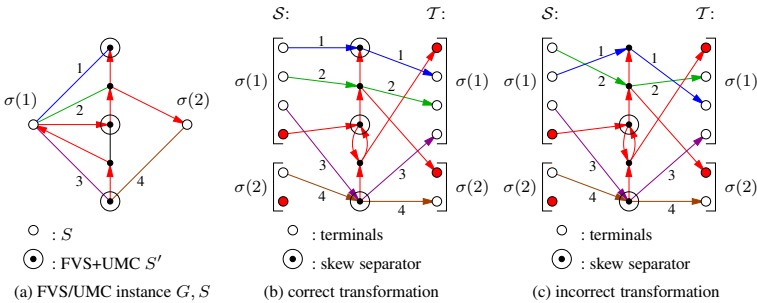 S: T: S: T:
1 1 1
σ(1) σ(2) 2 σ(1) 2 2 σ(1) σ(1) 2 2 σ(1)
3 4 3 3 3 3
σ(2) 4 4 σ(2) σ(2) 4 4 σ(2)
: S : terminals : terminals
: FVS+UMC S′ : skew separator : skew separator
(a) FVS/UMC instance G, S (b) correct transformation (c) incorrect transformation